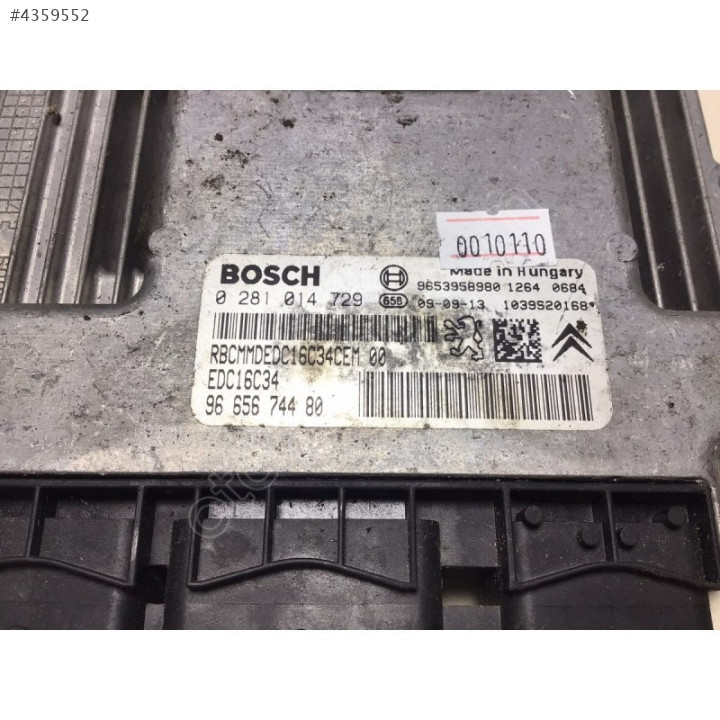 #4359552
0010110
BOSCH
Made in Hungary
9653958980 1264 0684
0 281 014 729
656
09-09-13 1039S20168*
RBCMMDEDC16C34CEM 00
EDC16C34
96 656 744 80